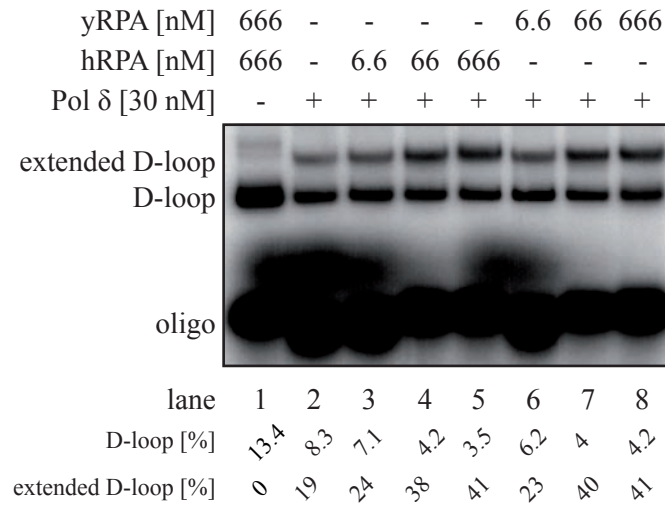 yRPA [nM] 666 - - - - 6.6 66 666
hRPA [nM] 666 - 6.6 66 666 - - -
Pol δ [30 nM] - + + + + + + +
extended D-loop
D-loop
oligo
lane 1 2 3 4 5 6 7 8
D-loop [%] 13.4 8.3 7.1 4.2 3.5 6.2 4 4.2
extended D-loop [%] 0 19 24 38 41 23 40 41